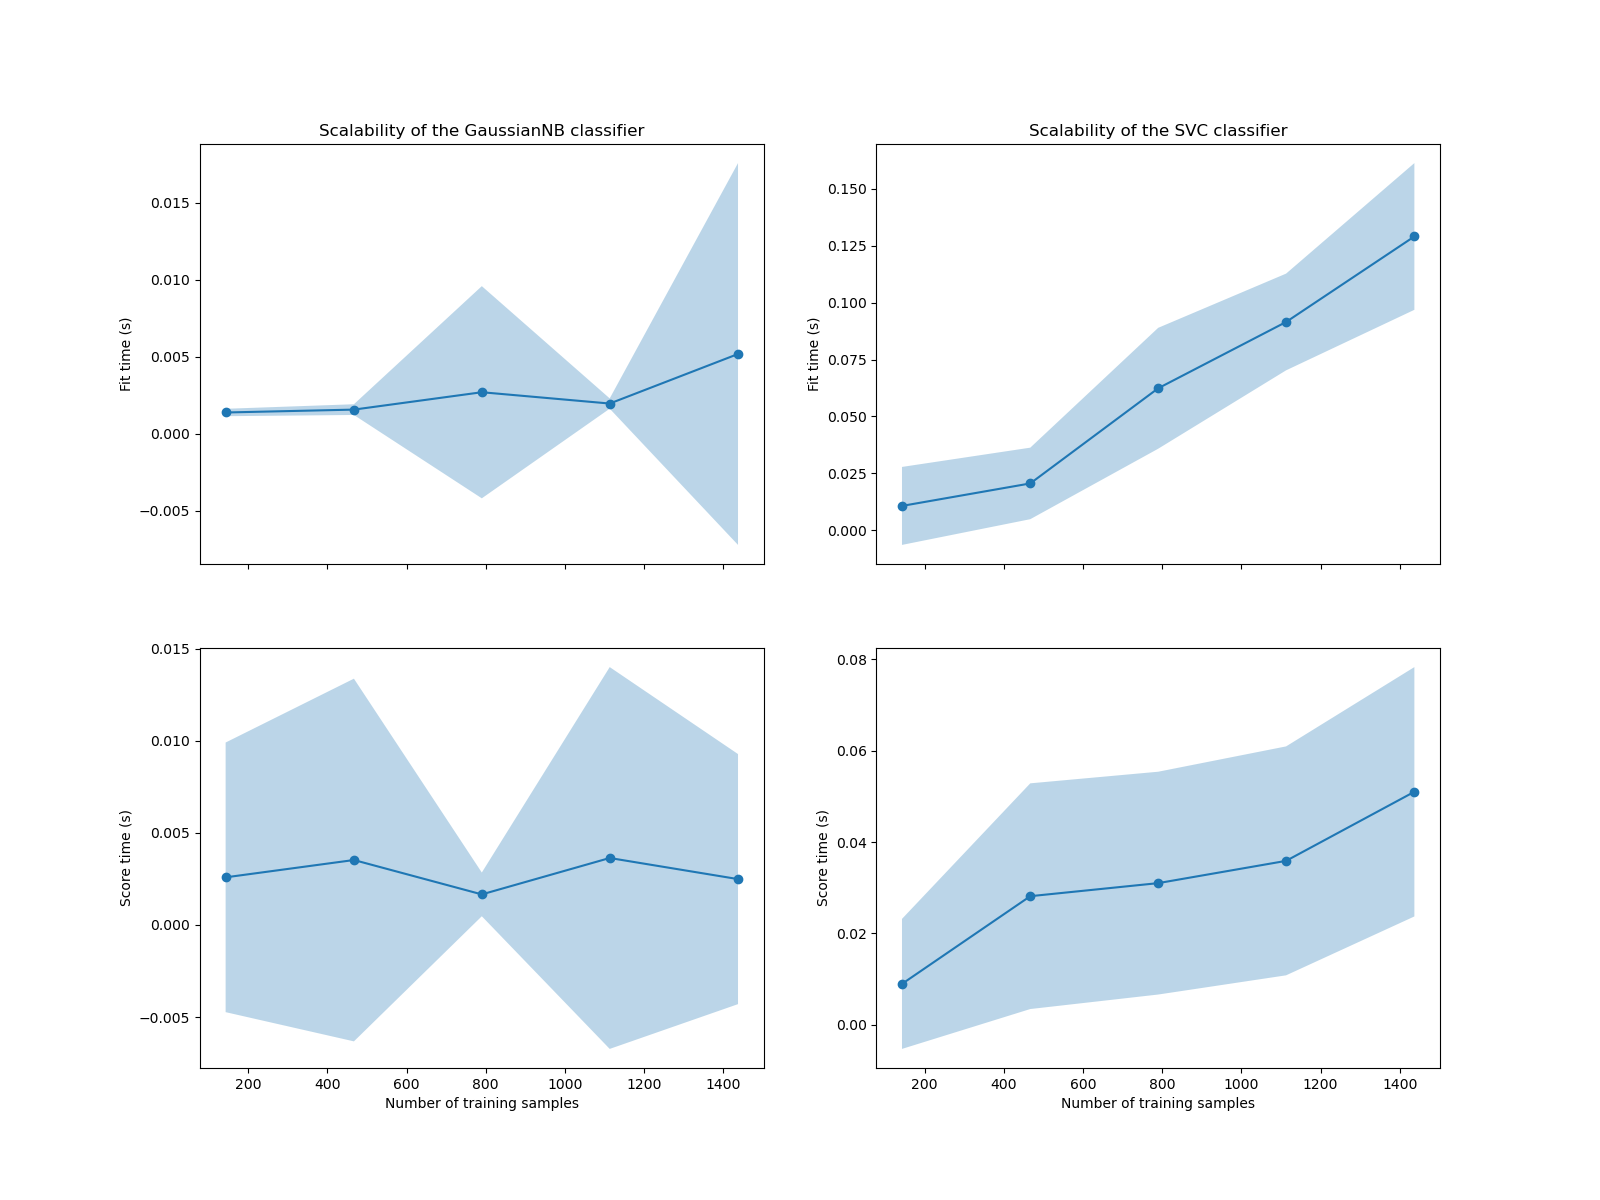 Scalability of the GaussianNB classifier
Scalability of the SVC classifier
Fit time (s)
0.015
0.010
0.005
0.000
−0.005
Fit time (s)
0.150
0.125
0.100
0.075
0.050
0.025
0.000
Score time (s)
0.015
0.010
0.005
0.000
−0.005
200 400 600 800 1000 1200 1400
Number of training samples
Score time (s)
0.08
0.06
0.04
0.02
0.00
200 400 600 800 1000 1200 1400
Number of training samples